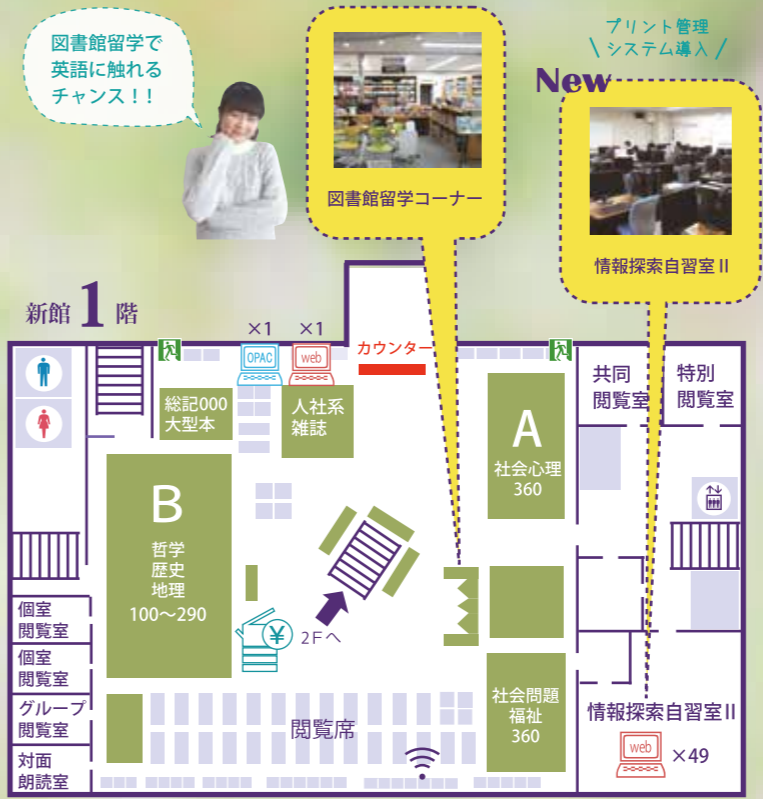 図書館留学で
英語に触れる
チャンス！！
プリント管理
システム導入
New
図書館留学コーナー
情報探索自習室Ⅱ
新館1階
×1
×1
OPAC
web
カウンター
総記000
大型本
人社系
雑誌
A
社会心理
360
共同
閲覧室
特別
閲覧室
B
哲学
歴史
地理
100〜290
¥
2Fへ
個室
閲覧室
個室
閲覧室
グループ
閲覧室
対面
朗読室
閲覧席
社会問題
福祉
360
情報探索自習室Ⅱ
web
×49